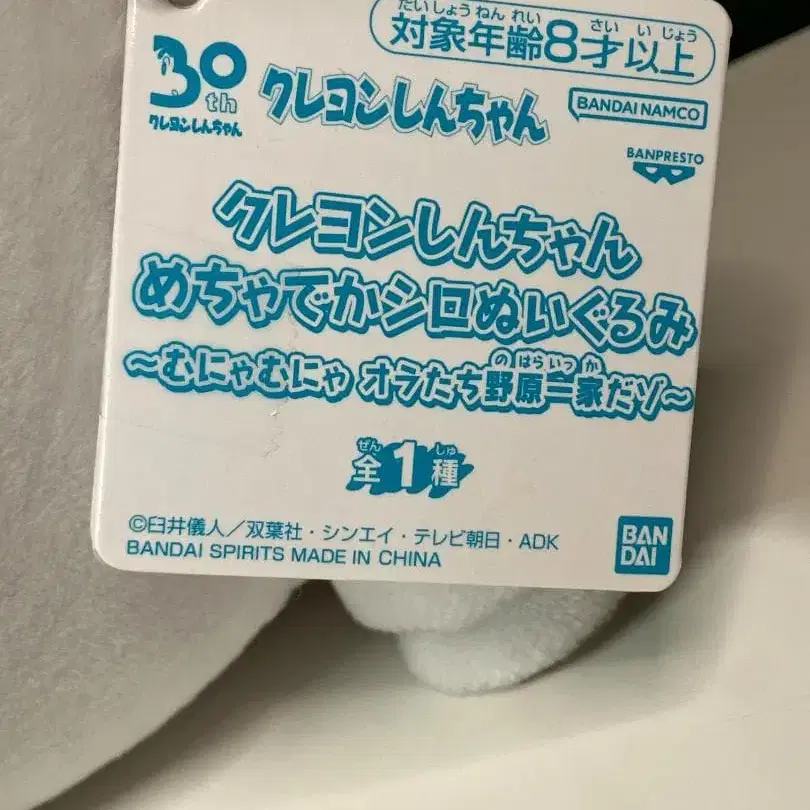 たいしょうねんれい さいいじょう
対象年齢8才以上
30th
クレヨンしんちゃん
クレヨンしんちゃん
BANDAI NAMCO
BANPRESTO
クレヨンしんちゃん
めちゃでかシロぬいぐるみ
のはらいっか
~むにゃむにゃ オラたち野原一家だゾ~
ぜん しゅ
全1種
©臼井儀人/双葉社・シンエイ・テレビ朝日・ADK
BANDAI SPIRITS MADE IN CHINA
BAN
DAI